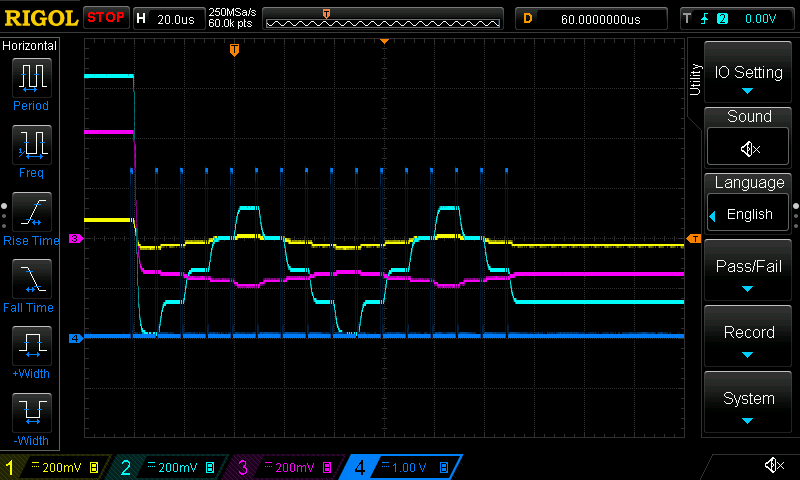 RIGOL STOP H 20.0us 250MSa/s 60.0k pts D 60.0000000us T 2 0.00V
Horizontal
Period
Freq
Rise Time
Fall Time
+Width
-Width
T
T
3
4
Utility
IO Setting
Sound
Language
English
Pass/Fail
Record
System
1 200mV B 2 200mV B 3 200mV B 4 1.00 V B